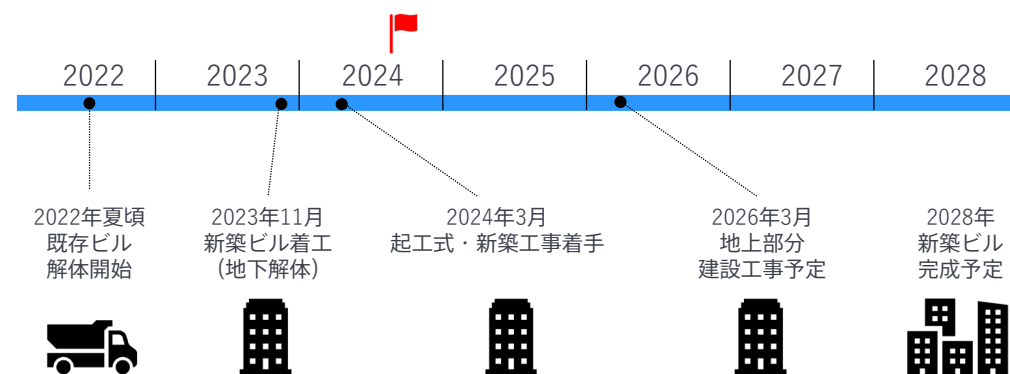 2022
2023
2024
2025
2026
2027
2028
2022年夏頃
既存ビル
解体開始
2023年11月
新築ビル着工
（地下解体）
2024年3月
起工式・新築工事着手
2026年3月
地上部分
建設工事予定
2028年
新築ビル
完成予定